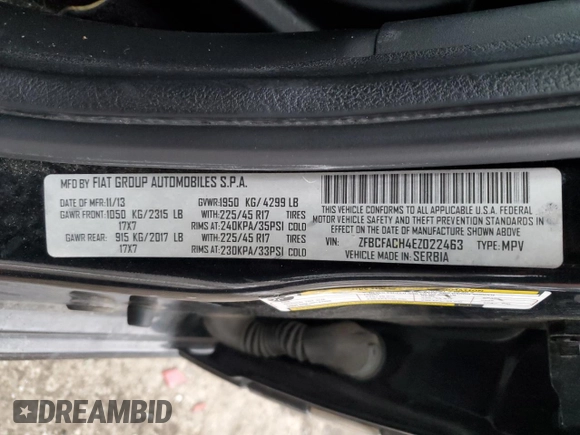 MFD BY FIAT GROUP AUTOMOBILES S.P.A.
DATE OF MFR: 11/13 GVWR: 1950 KG/ 4299 LB
GAWR FRONT: 1050 KG/2315 LB WITH: 225/45 R17 TIRES
17X7 RIMS AT: 240KPA/35PSI COLD
GAWR REAR: 915 KG/2017 LB WITH: 225/45 R17 TIRES
17X7 RIMS AT: 230KPA/33PSI COLD
THIS VEHICLE CONFORMS TO ALL APPLICABLE FEDERAL
MOTOR VEHICLE SAFETY, BUMPER, AND THEFT PREVENTION STANDARDS
IN EFFECT ON THE DATE OF MANUFACTURE SHOWN ABOVE.
VIN: ZFBCFACH4EZ022463 TYPE: MPV
VEHICLE MADE IN: SERBIA
DREAMBID